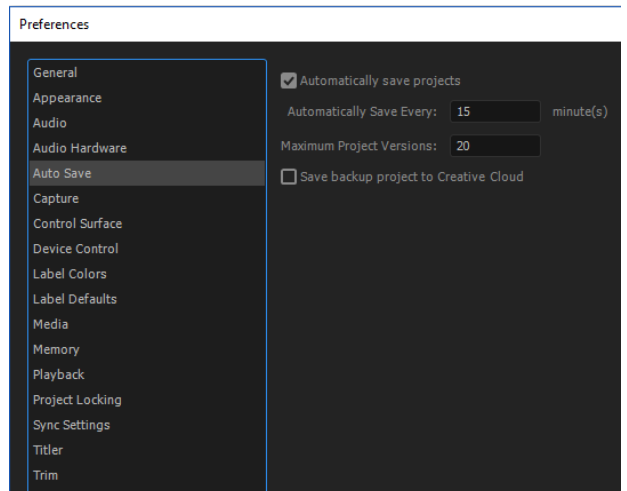 Preferences
General
Appearance
Audio
Audio Hardware
Auto Save
Capture
Control Surface
Device Control
Label Colors
Label Defaults
Media
Memory
Playback
Project Locking
Sync Settings
Titler
Trim
Automatically save projects
Automatically Save Every: 15 minute(s)
Maximum Project Versions: 20
Save backup project to Creative Cloud